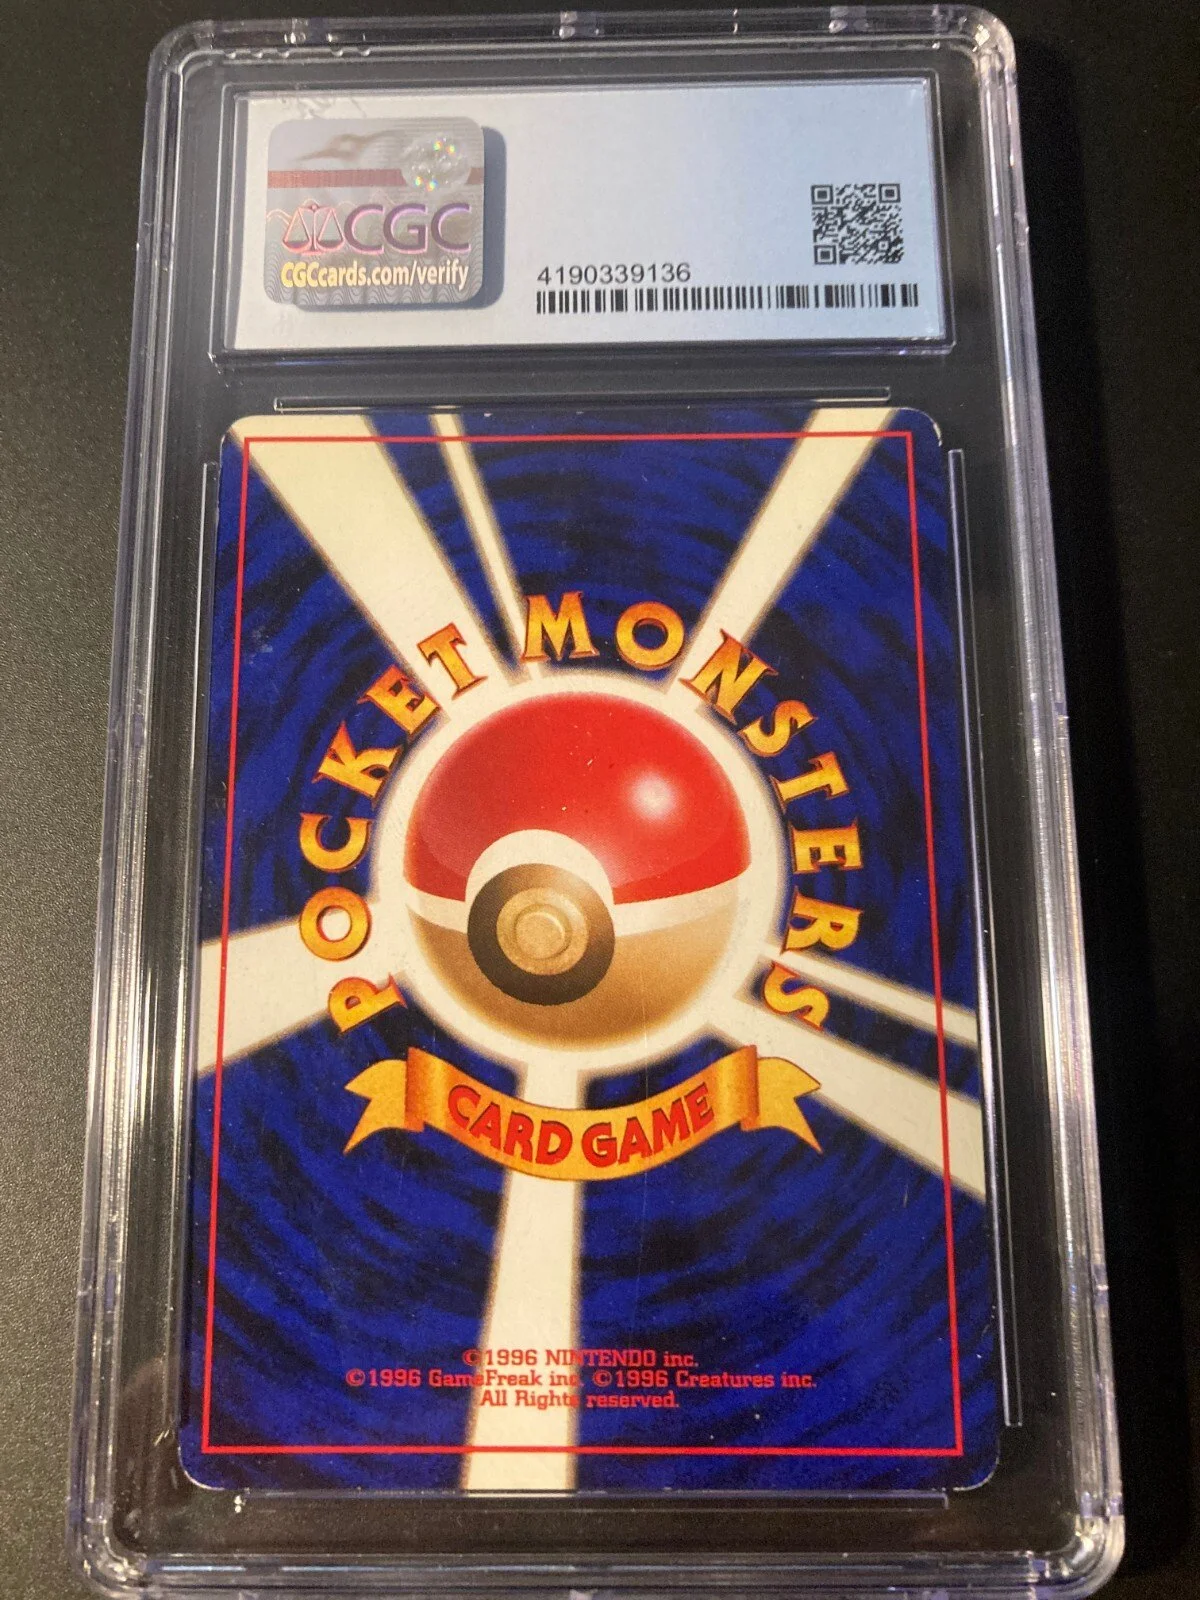 CGC
CGCcards.com/verify
4190339136
POCKET MONSTERS
CARD GAME
©1996 NINTENDO inc.
©1996 GameFreak inc. ©1996 Creatures inc.
All Rights reserved.